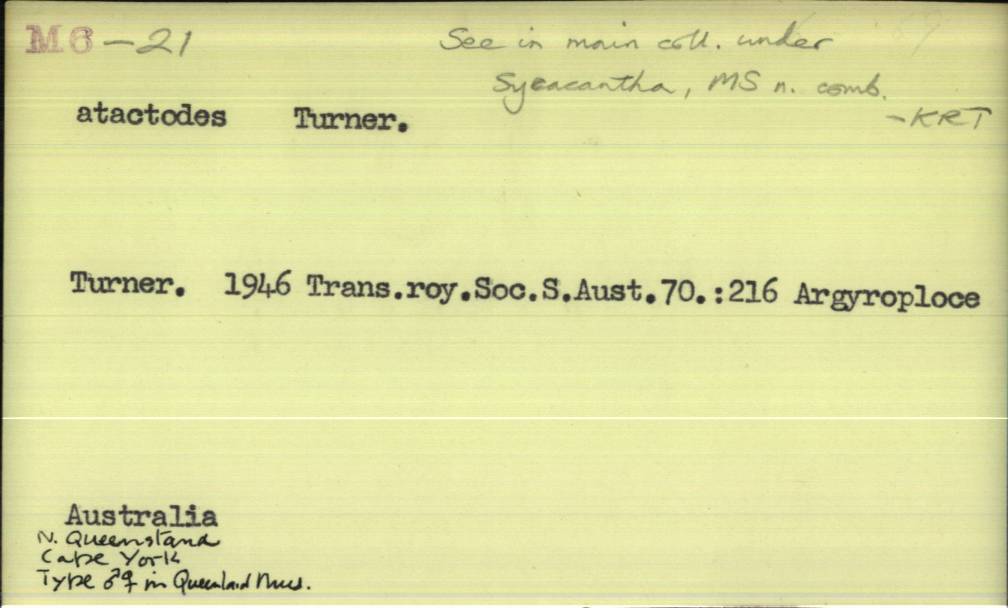 M6-21
See in main coll. under
Sycacantha, MS n. comb.
-KRT
atactodes Turner.
Turner. 1946 Trans.roy.Soc.S.Aust.70.:216 Argyroploce
Australia
N. Queensland
Cape York
Type ♂♀ in Queensland Mus.